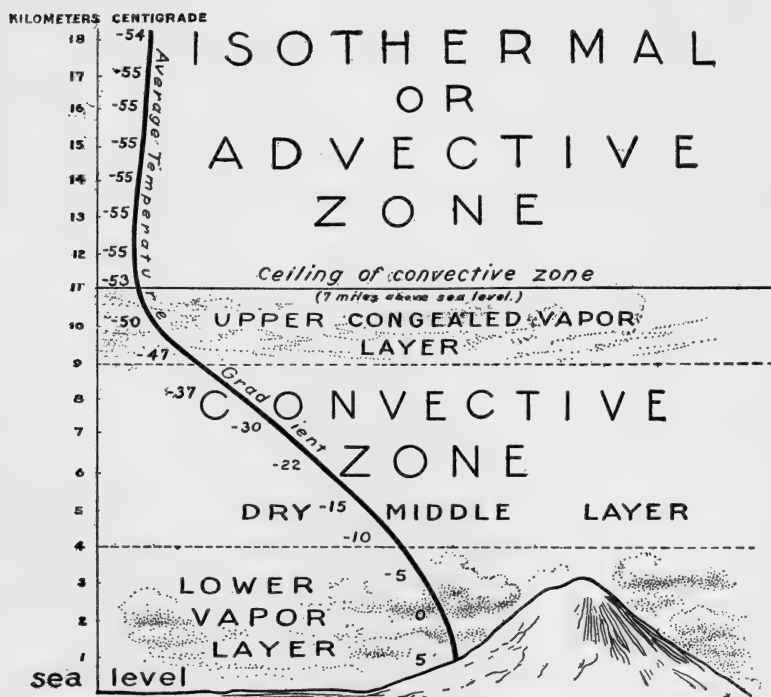 KILOMETERS CENTIGRADE
18 -54 ISOTHERMAL
17 -55
16 -55 OR
15 -55 ADVECTIVE
14 -55
13 -55 ZONE
12 -55
-53 Ceiling of convective zone
11
(7 miles above sea level.)
10 -50 UPPER CONGEALED VAPOR
LAYER
9 -47
Average Temperature Gradient
8 -37 CONVECTIVE
7 -30
6 -22 ZONE
5 -15 DRY MIDDLE LAYER
-10
4
3 -5 LOWER
2 0 VAPOR
1 5 LAYER
sea level